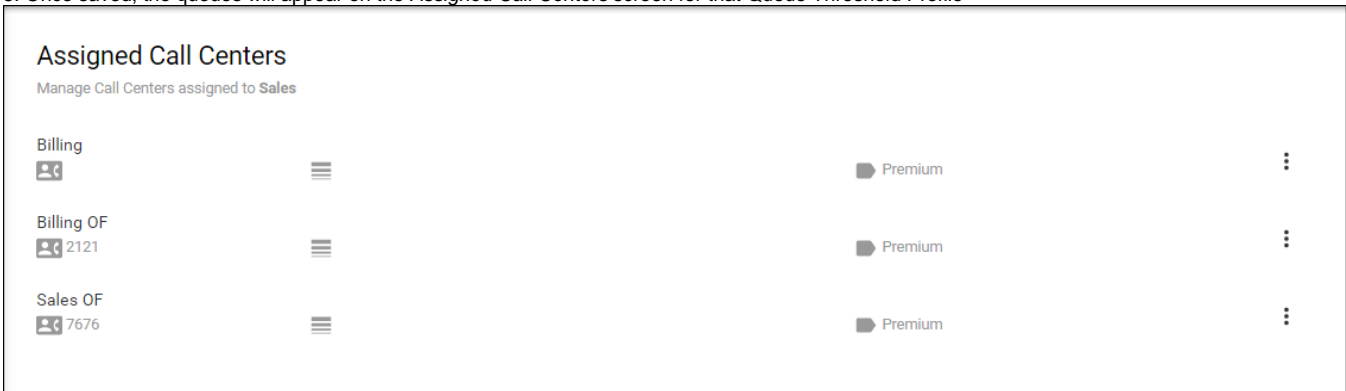 Assigned Call Centers
Manage Call Centers assigned to Sales
Billing
Premium
Billing OF
2121 Premium
Sales OF
7676 Premium